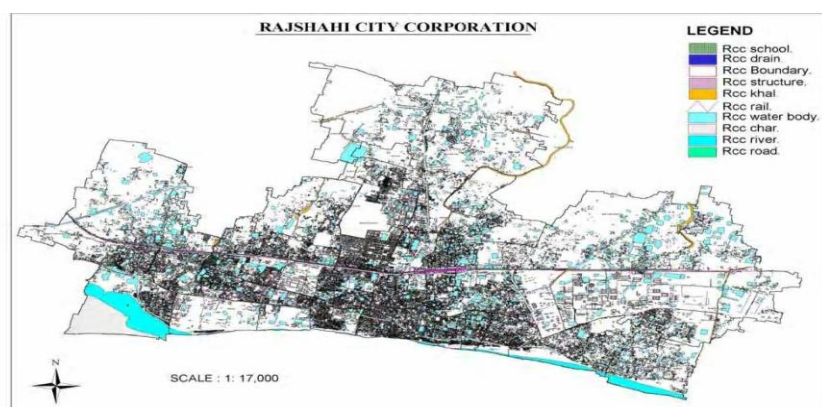 RAJSHAHI CITY CORPORATION
LEGEND
Rcc school.
Rcc drain.
Rcc Boundary.
Rcc structure.
Rcc khal.
Rcc rail.
Rcc water body.
Rcc char.
Rcc river.
Rcc road.
N
SCALE : 1: 17,000